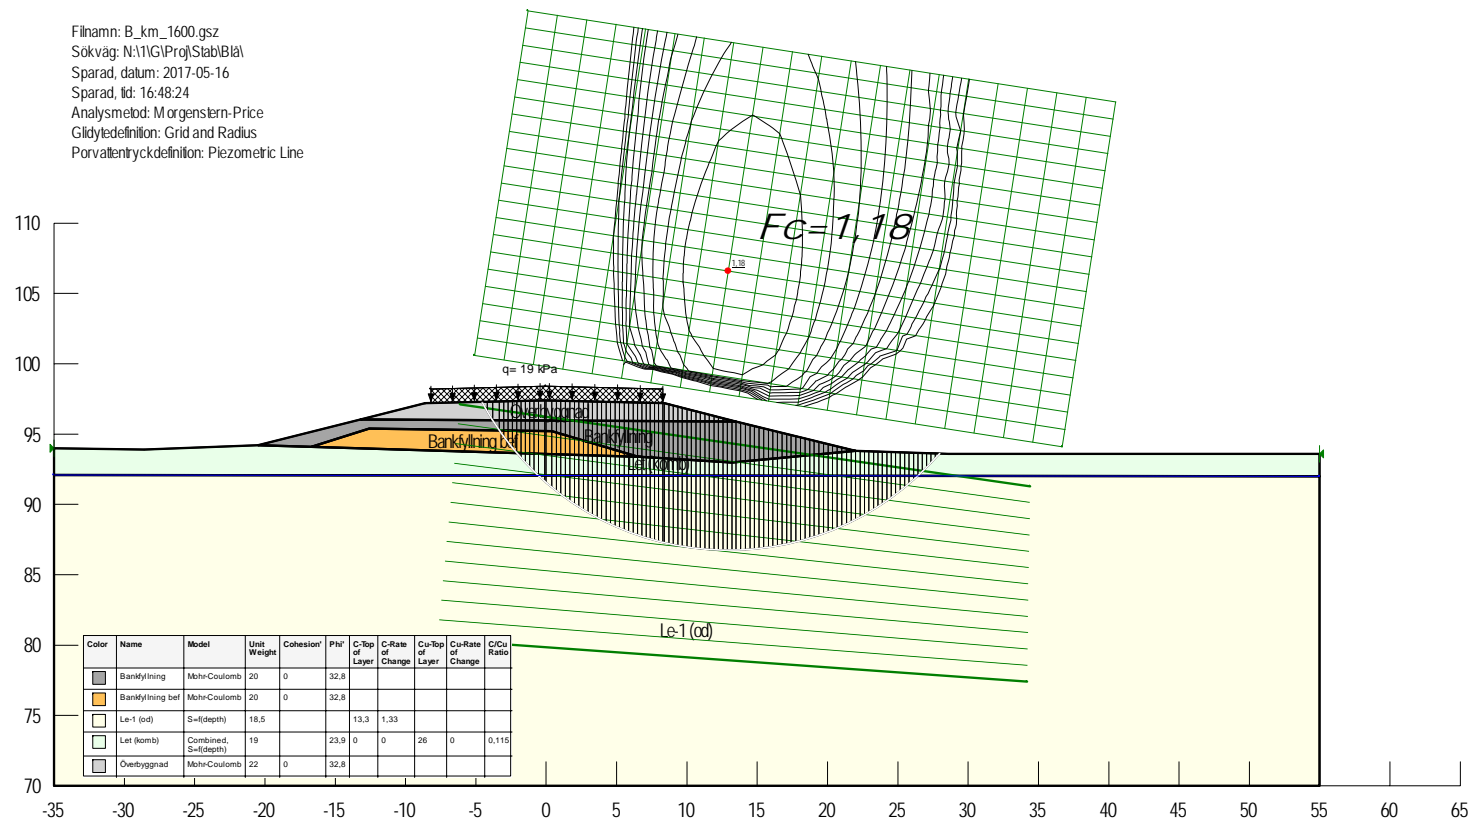 Filnamn: B_km_1600.gsz
Sökväg: N:\1\G\Proj\Stab\Blå\
Sparad, datum: 2017-05-16
Sparad, tid: 16:48:24
Analysmetod: Morgenstern-Price
Glidytedefinition: Grid and Radius
Porvattentryckdefinition: Piezometric Line
Fc=1,18
1,18
110
105
100
95
90
85
80
75
70
q= 19 kPa
Överbyggnad
Bankfyllning
Bankfyllning bef
Let (komb)
Le-1 (od)
Color Name Model Unit Weight Cohesion' Phi' C-Top of Layer C-Rate of Change Cu-Top of Layer Cu-Rate of Change C/Cu Ratio
Bankfyllning Mohr-Coulomb 20 0 32,8
Bankfyllning bef Mohr-Coulomb 20 0 32,8
Le-1 (od) S=f(depth) 18,5 13,3 1,33
Let (komb) Combined, S=f(depth) 19 23,9 0 0 26 0 0,115
Överbyggnad Mohr-Coulomb 22 0 32,8
-35 -30 -25 -20 -15 -10 -5 0 5 10 15 20 25 30 35 40 45 50 55 60 65